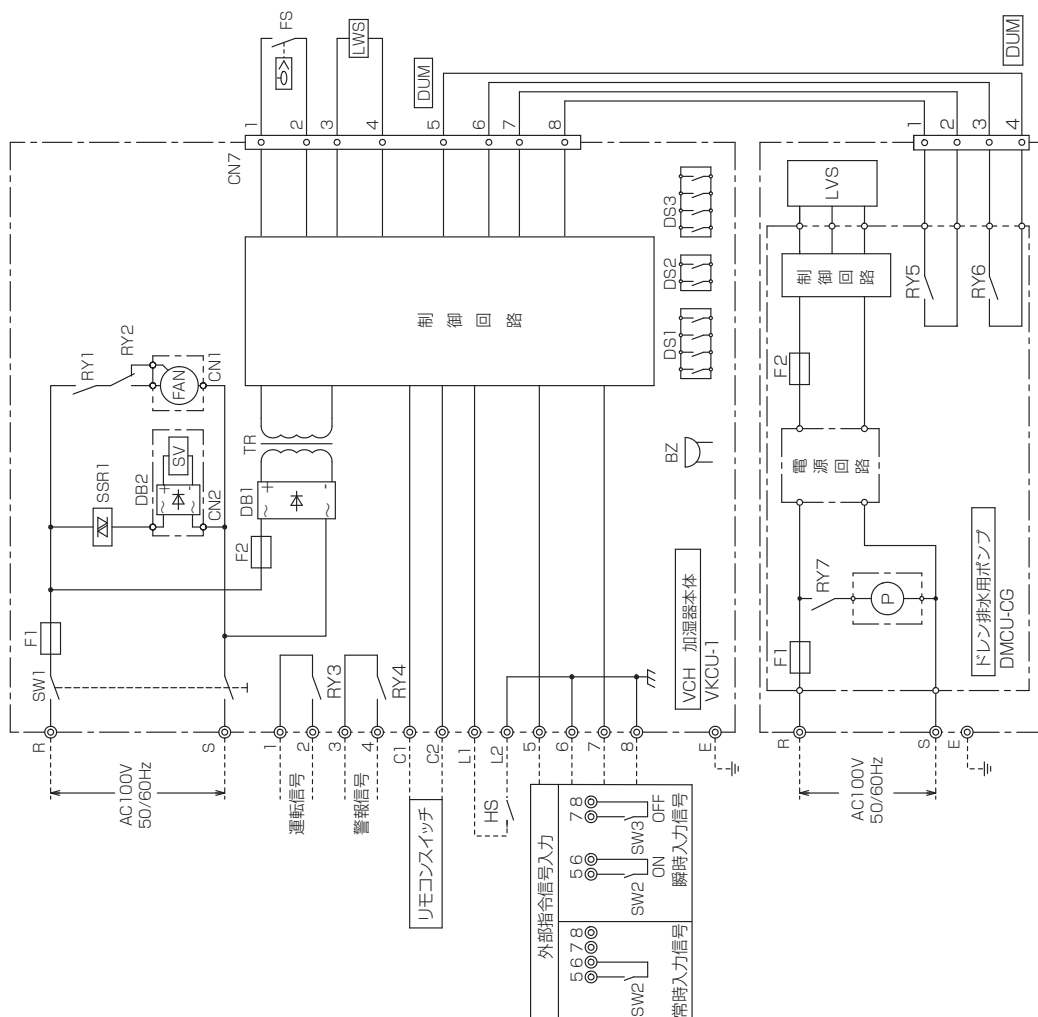 FS
LWS
DUM
DUM
1
2
3
4
5
6
7
8
CN7
1
2
3
4
LVS
RY1
RY2
FAN
CN1
SSR1
DB2
+
-
~
~
SV
CN2
TR
DB1
+
-
~
~
F2
F1
SW1
制御回路
DS1
DS2
DS3
BZ
RY3
RY4
VCH 加湿器本体
VKCU-1
制御回路
RY5
RY6
F2
電源回路
RY7
P
F1
ドレン排水用ポンプ
DMCU-CG
R
S
1
2
3
4
C1
C2
L1
L2
5
6
7
8
E
R
S
E
AC100V
50/60Hz
運転信号
警報信号
リモコンスイッチ
HS
AC100V
50/60Hz
外部指令信号入力
5 6 7 8
SW2
常時入力信号
5 6
7 8
SW2
SW3
ON
OFF
瞬時入力信号